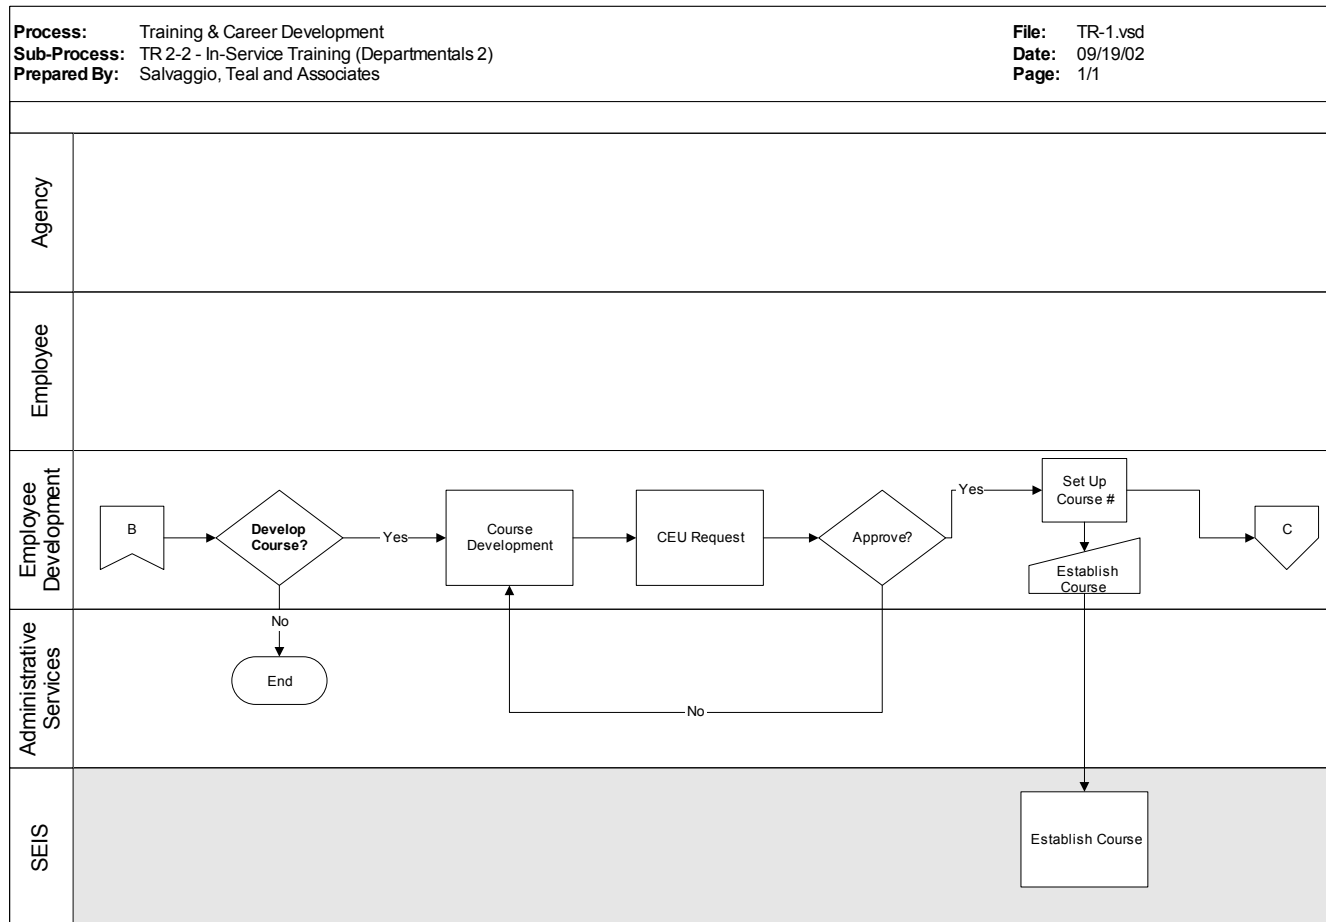 Process: Training & Career Development
Sub-Process: TR 2-2 - In-Service Training (Departmentals 2)
Prepared By: Salvaggio, Teal and Associates
File: TR-1.vsd
Date: 09/19/02
Page: 1/1
Agency
Employee
Employee
Development
B
Develop
Course?
Yes
Course
Development
CEU Request
Approve?
Yes
Set Up
Course #
Establish
Course
C
No
No
Administrative
Services
End
SEIS
Establish Course